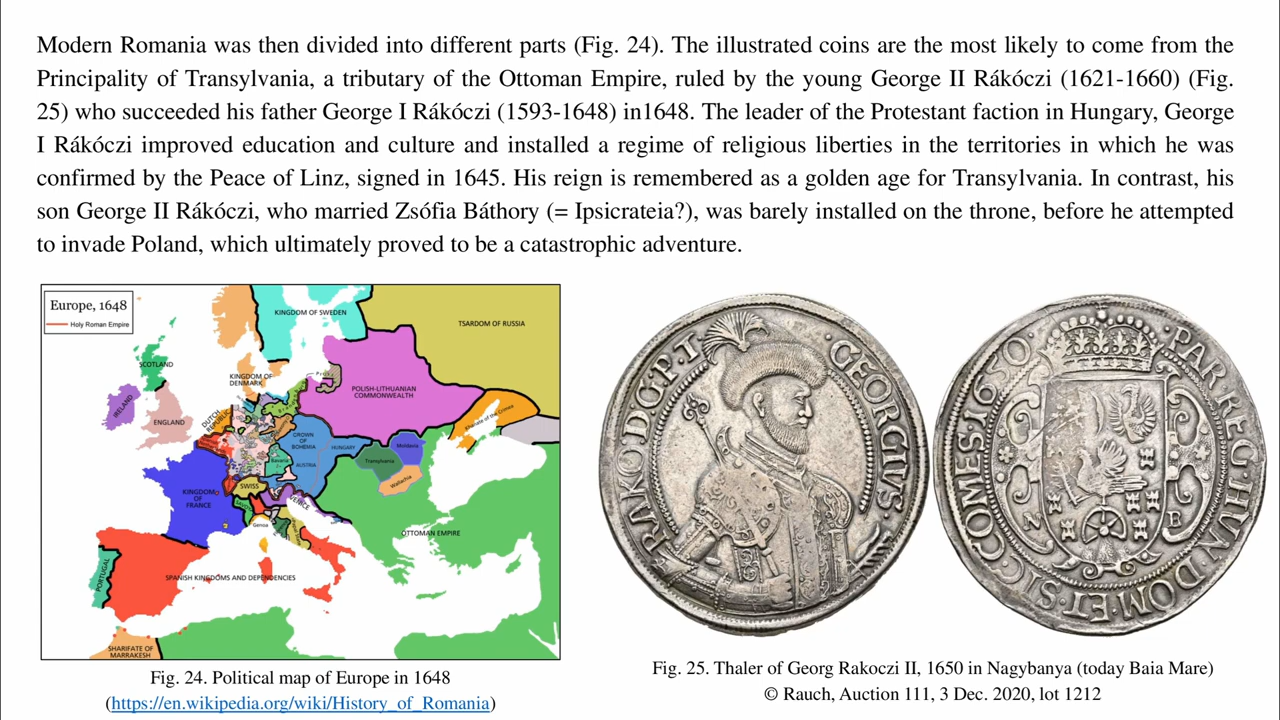 Modern Romania was then divided into different parts (Fig. 24). The illustrated coins are the most likely to come from the
Principality of Transylvania, a tributary of the Ottoman Empire, ruled by the young George II Rákóczi (1621-1660) (Fig.
25) who succeeded his father George I Rákóczi (1593-1648) in1648. The leader of the Protestant faction in Hungary, George
I Rákóczi improved education and culture and installed a regime of religious liberties in the territories in which he was
confirmed by the Peace of Linz, signed in 1645. His reign is remembered as a golden age for Transylvania. In contrast, his
son George II Rákóczi, who married Zsófia Báthory (= Ipsicrateia?), was barely installed on the throne, before he attempted
to invade Poland, which ultimately proved to be a catastrophic adventure.
Europe, 1648
Holy Roman Empire
KINGDOM OF SWEDEN
TSARDOM OF RUSSIA
SCOTLAND
KINGDOM OF
DENMARK
POLISH-LITHUANIAN
COMMONWEALTH
IRELAND
ENGLAND
DUTCH
REPUBLIC
Khanate of the Crimea
CROWN
OF
BOHEMIA
HUNGARY
Moldavia
Bavaria
AUSTRIA
Transylvania
Wallachia
SWISS
KINGDOM
OF
FRANCE
SAVOY
VENICE
Genoa
OTTOMAN EMPIRE
PORTUGAL
SPANISH KINGDOMS AND DEPENDENCIES
SHARIFATE OF
MARRAKESH
GEORGIUS · RAKO D G P T
COMES · 1650 · PAR · REG · HVN · DOM · ET · SIC ·
Fig. 24. Political map of Europe in 1648
(https://en.wikipedia.org/wiki/History_of_Romania)
Fig. 25. Thaler of Georg Rakoczi II, 1650 in Nagybanya (today Baia Mare)
© Rauch, Auction 111, 3 Dec. 2020, lot 1212